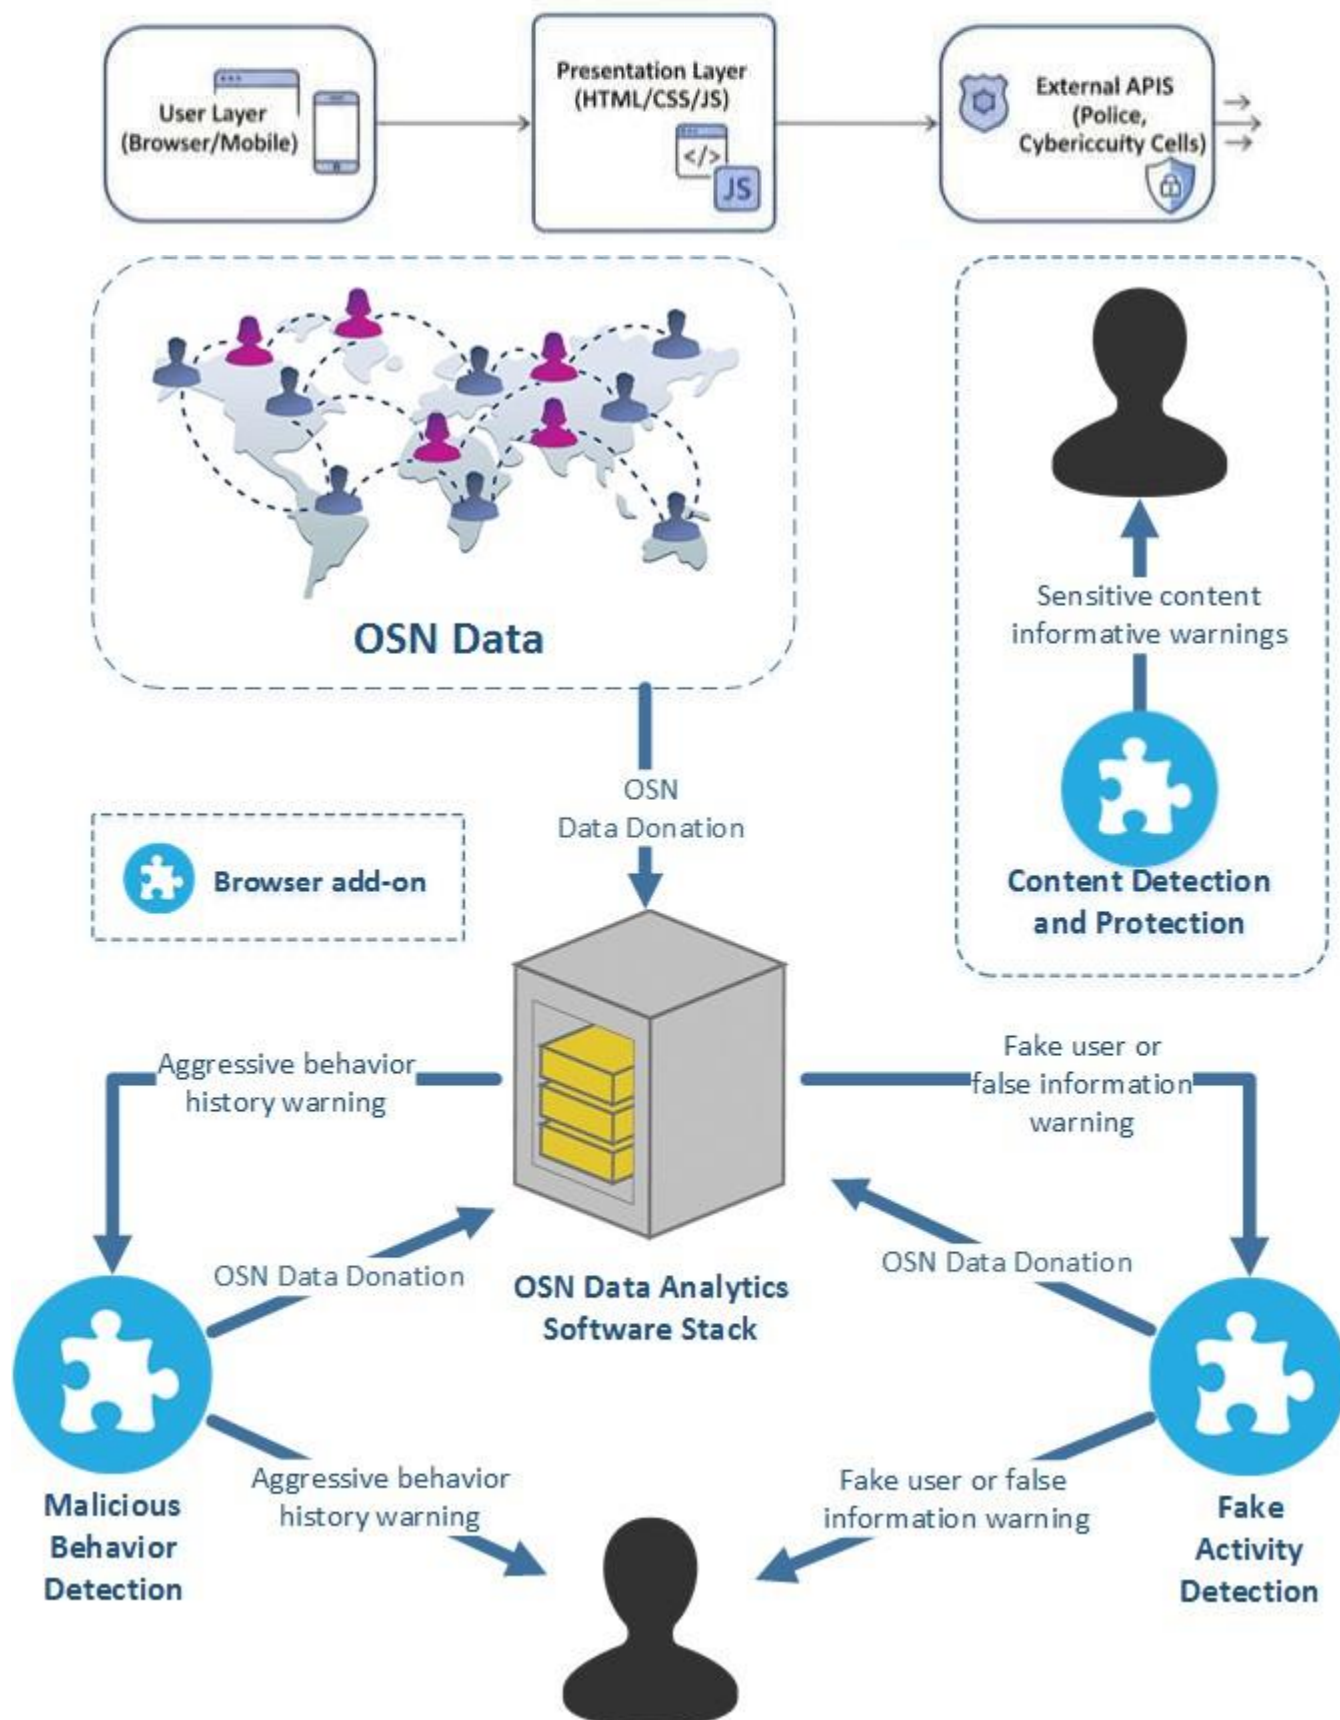 User Layer
(Browser/Mobile)
Presentation Layer
(HTML/CSS/JS)
</>
JS
External APIS
(Police,
Cybericcuity Cells)
OSN Data
Sensitive content
informative warnings
Content Detection
and Protection
OSN
Data Donation
Browser add-on
Aggressive behavior
history warning
Fake user or
false information
warning
OSN Data Donation
OSN Data Donation
OSN Data Analytics
Software Stack
Malicious
Behavior
Detection
Aggressive behavior
history warning
Fake user or false
information warning
Fake
Activity
Detection